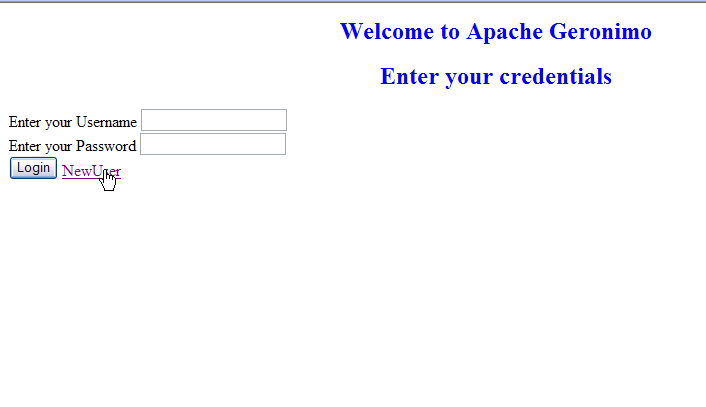 Welcome to Apache Geronimo
Enter your credentials
Enter your Username
Enter your Password
Login NewUser